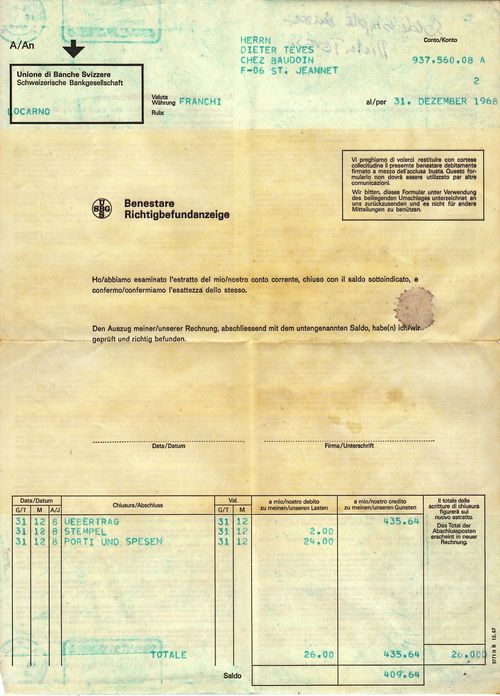 A/An
HERRN
DIETER TEVES
CHEZ BAUDOIN
F-06 ST. JEANNET
Conto/Konto
937.560.08 A
2
Unione di Banche Svizzere
Schweizerische Bankgesellschaft
LOCARNO
Valuta
Währung FRANCHI
Rubr.
al/per 31. DEZEMBER 1968
Vi preghiamo di volerci restituire con cortese
collecitudine il presente benestare debitamente
firmato a mezzo dell'acclusa busta. Questo for-
mulario non dovrà essere utilizzato par altre
comunicazioni.
Wir bitten, dieses Formular unter Verwendung
des beiliegenden Umschlages unterzeichnet an
uns zurückzusenden und es nicht für andere
Mitteilungen zu benützen.
UBS
SBG
Benestare
Richtigbefundanzeige
Ho/abbiamo esaminato l'estratto del mio/nostro conto corrente, chiuso con il saldo sottoindicato, e
confermo/confermiamo l'esattezza dello stesso.
Den Auszug meiner/unserer Rechnung, abschliessend mit dem untengenannten Saldo, habe(n) ich/wir
geprüft und richtig befunden.
Data/Datum
Firma/Unterschrift
Data/Datum
G/T M A/J
Chiusura/Abschluss
Val.
G/T M
a mio/nostro debito
zu meinen/unseren Lasten
a mio/nostro credito
zu meinen/unseren Gunsten
Il totale delle
scritture di chiusura
figurerà sul
nuovo estratto.
Das Total der
Abschlussposten
erscheint in neuer
Rechnung.
31 12 8 UEBERTRAG 31 12 435.64
31 12 8 STEMPEL 31 12 2.00
31 12 8 PORTI UND SPESEN 31 12 24.00
TOTALE 26.00 435.64 26.000
Saldo 409.64
9771 R N 12.67